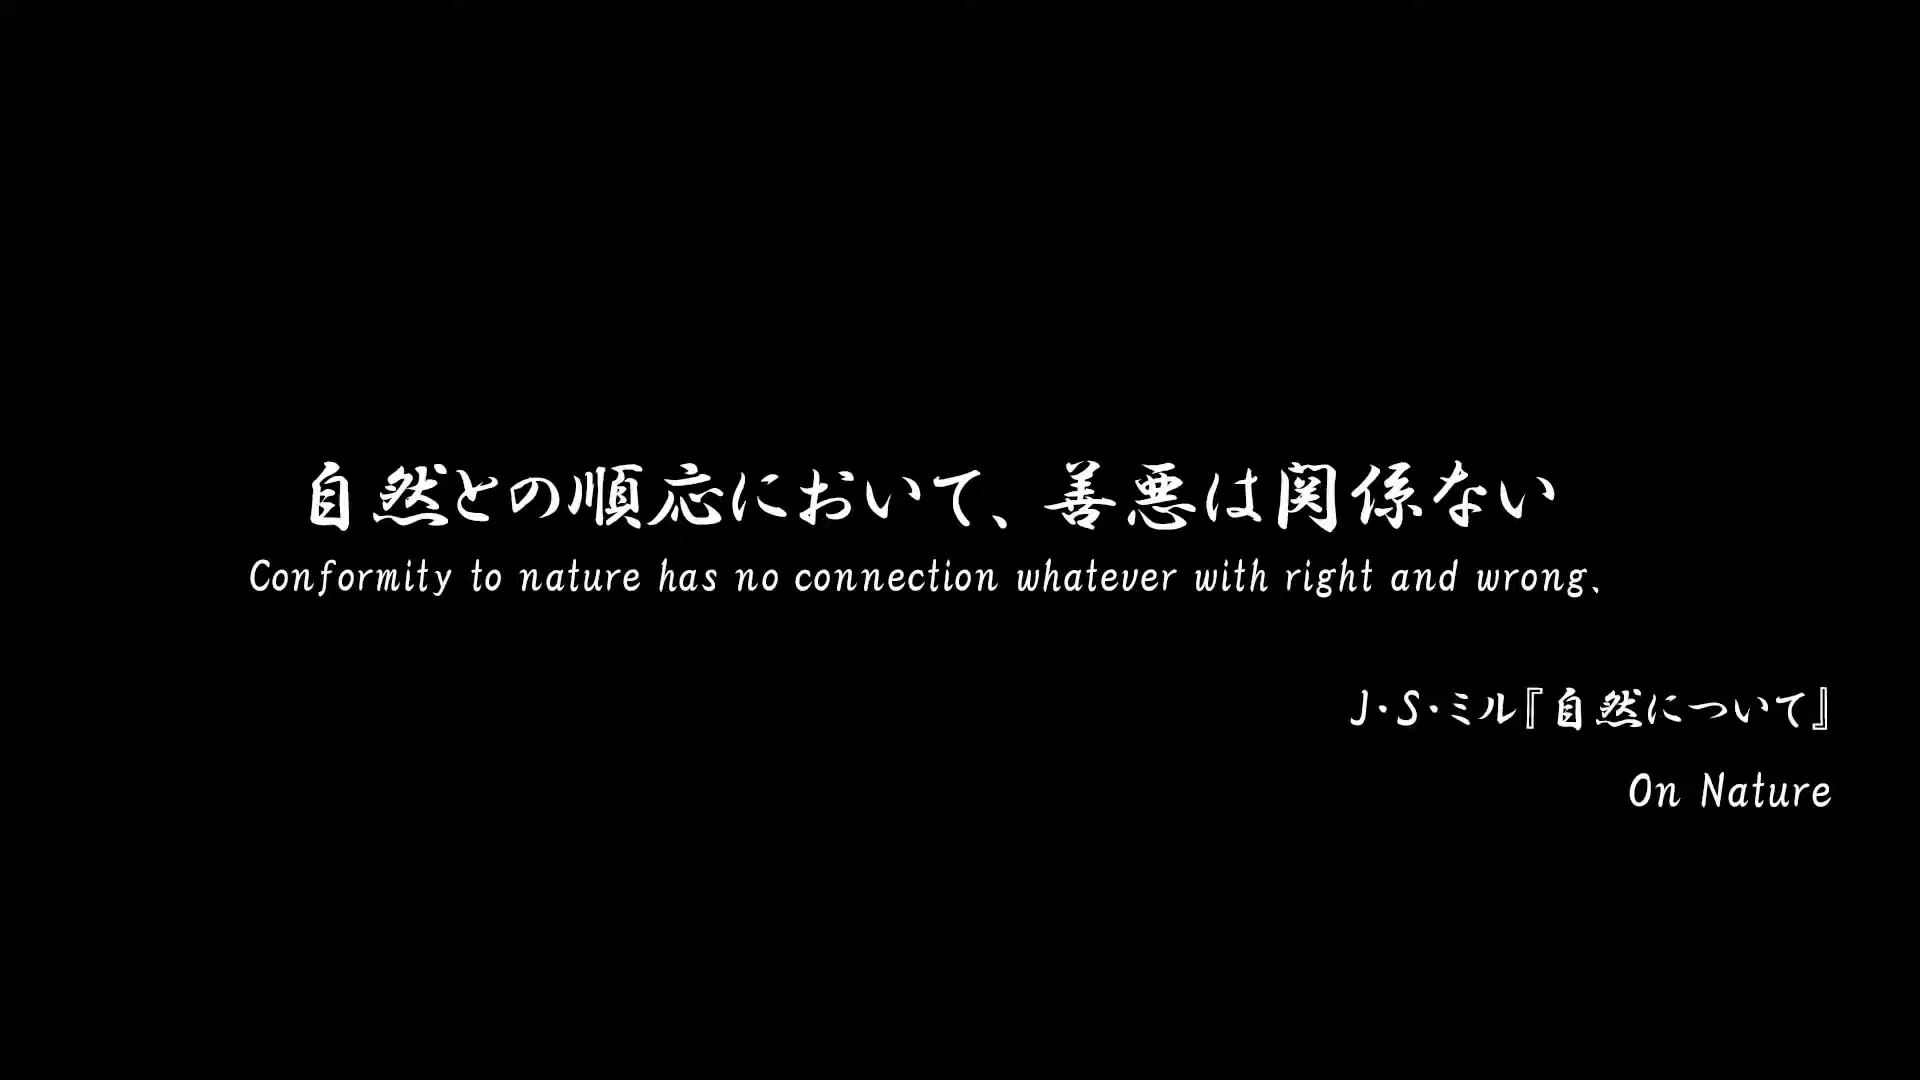 自然との順応において、善悪は関係ない
Conformity to nature has no connection whatever with right and wrong、
J・S・ミル『自然について』
On Nature